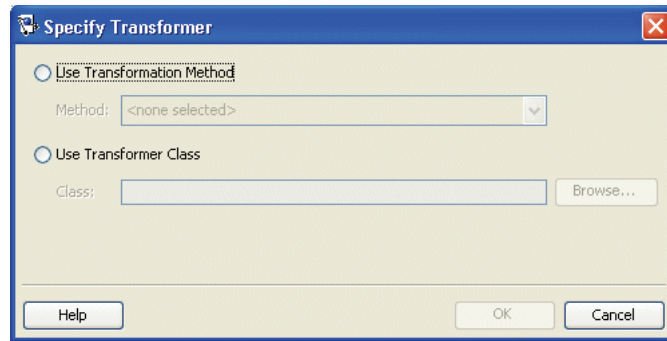 Specify Transformer
Use Transformation Method
Method: <none selected>
Use Transformer Class
Class: Browse...
Help OK Cancel